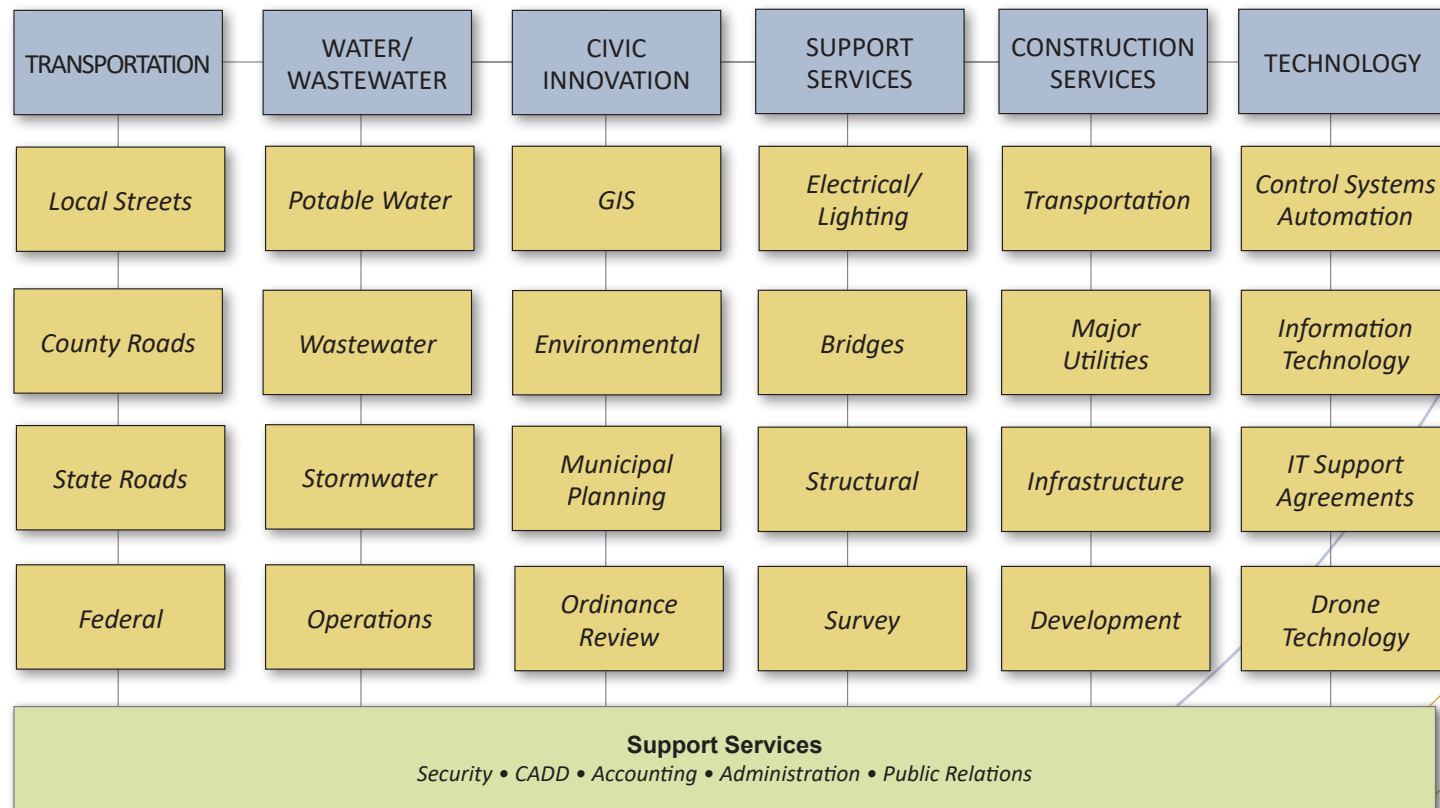 TRANSPORTATION
WATER/
WASTEWATER
CIVIC
INNOVATION
SUPPORT
SERVICES
CONSTRUCTION
SERVICES
TECHNOLOGY
Local Streets
Potable Water
GIS
Electrical/
Lighting
Transportation
Control Systems
Automation
County Roads
Wastewater
Environmental
Bridges
Major
Utilities
Information
Technology
State Roads
Stormwater
Municipal
Planning
Structural
Infrastructure
IT Support
Agreements
Federal
Operations
Ordinance
Review
Survey
Development
Drone
Technology
Support Services
Security • CADD • Accounting • Administration • Public Relations